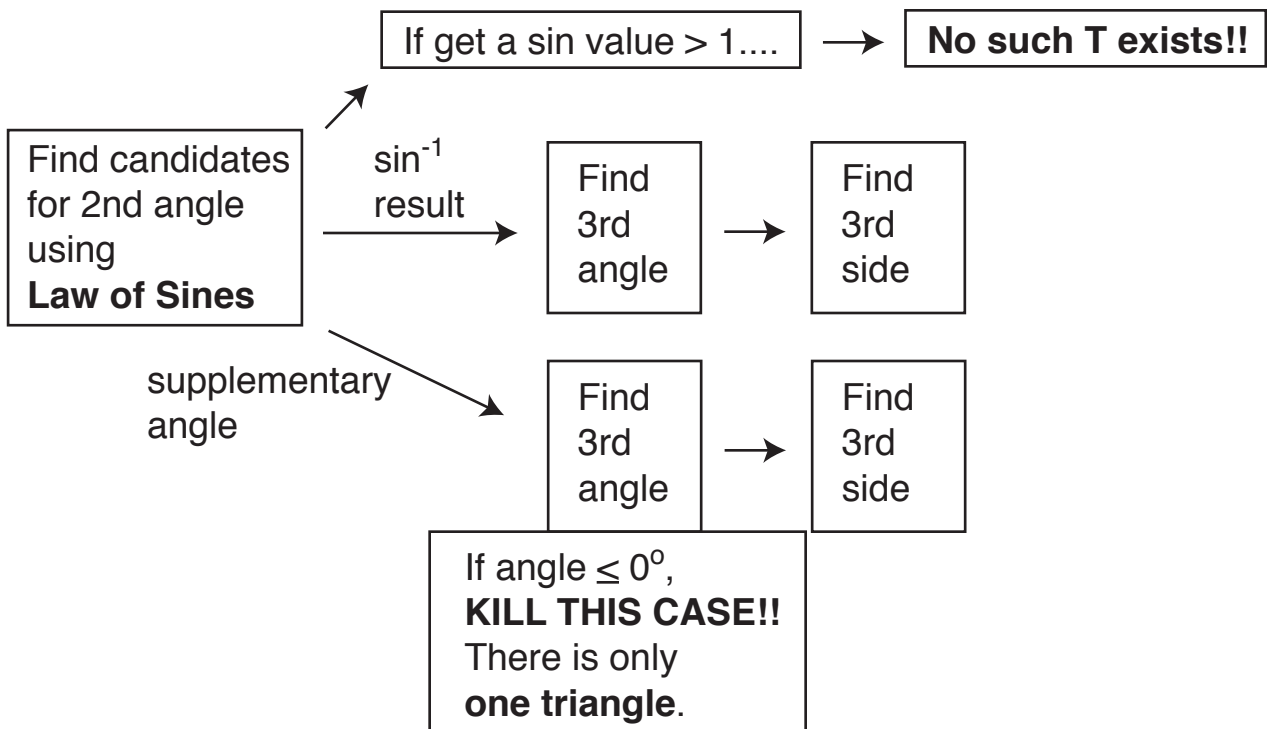 If get a sin value > 1....
No such T exists!!
Find candidates
for 2nd angle
using
Law of Sines
sin⁻¹
result
Find
3rd
angle
Find
3rd
side
supplementary
angle
Find
3rd
angle
Find
3rd
side
If angle ≤ 0°,
KILL THIS CASE!!
There is only
one triangle.